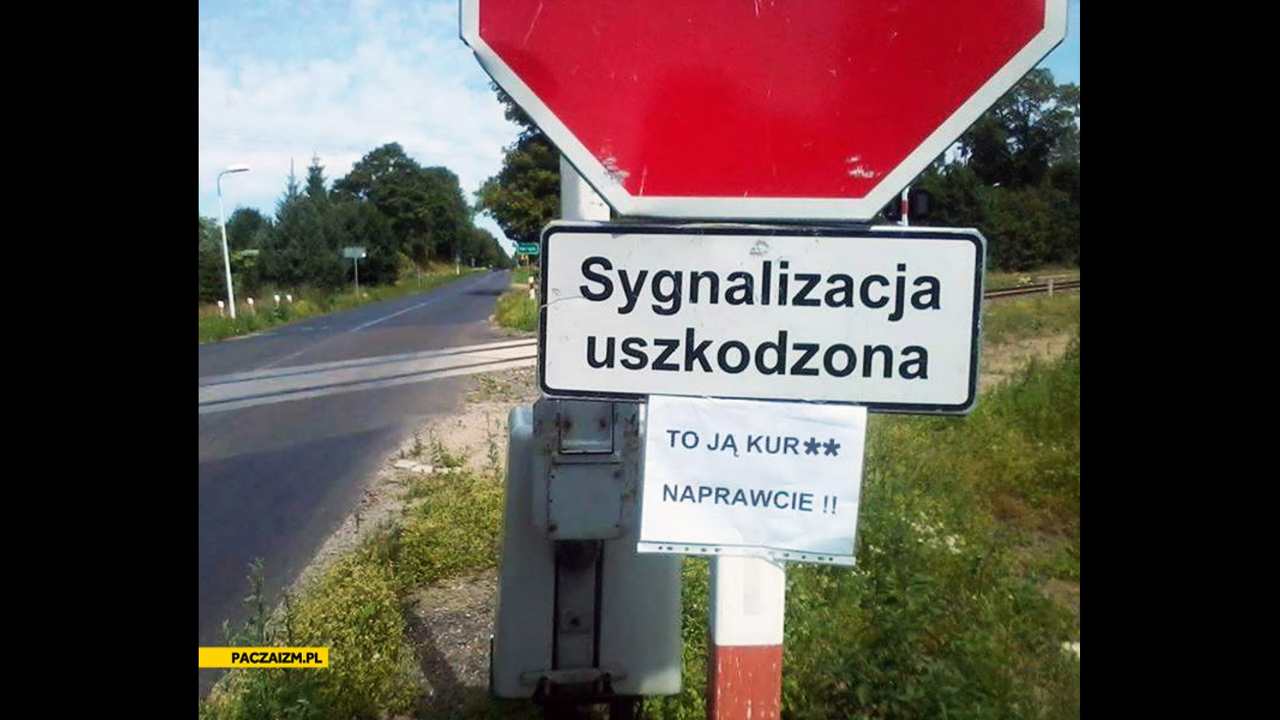 Sygnalizacja
uszkodzona
TO JĄ KUR**
NAPRAWCIE !!
PACZAIZM.PL